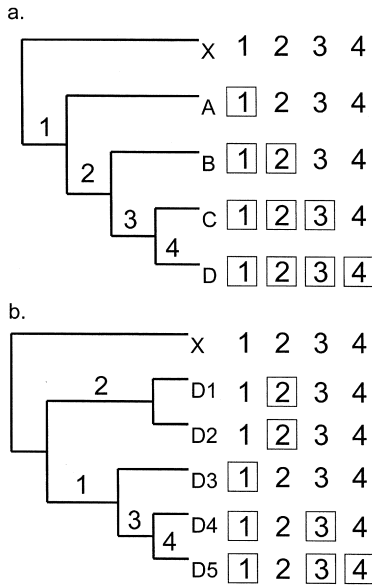 a.
X 1 2 3 4
A 1 2 3 4
1
B 1 2 3 4
2
C 1 2 3 4
3
4
D 1 2 3 4
b.
X 1 2 3 4
2
D1 1 2 3 4
D2 1 2 3 4
1
D3 1 2 3 4
D4 1 2 3 4
3
4
D5 1 2 3 4